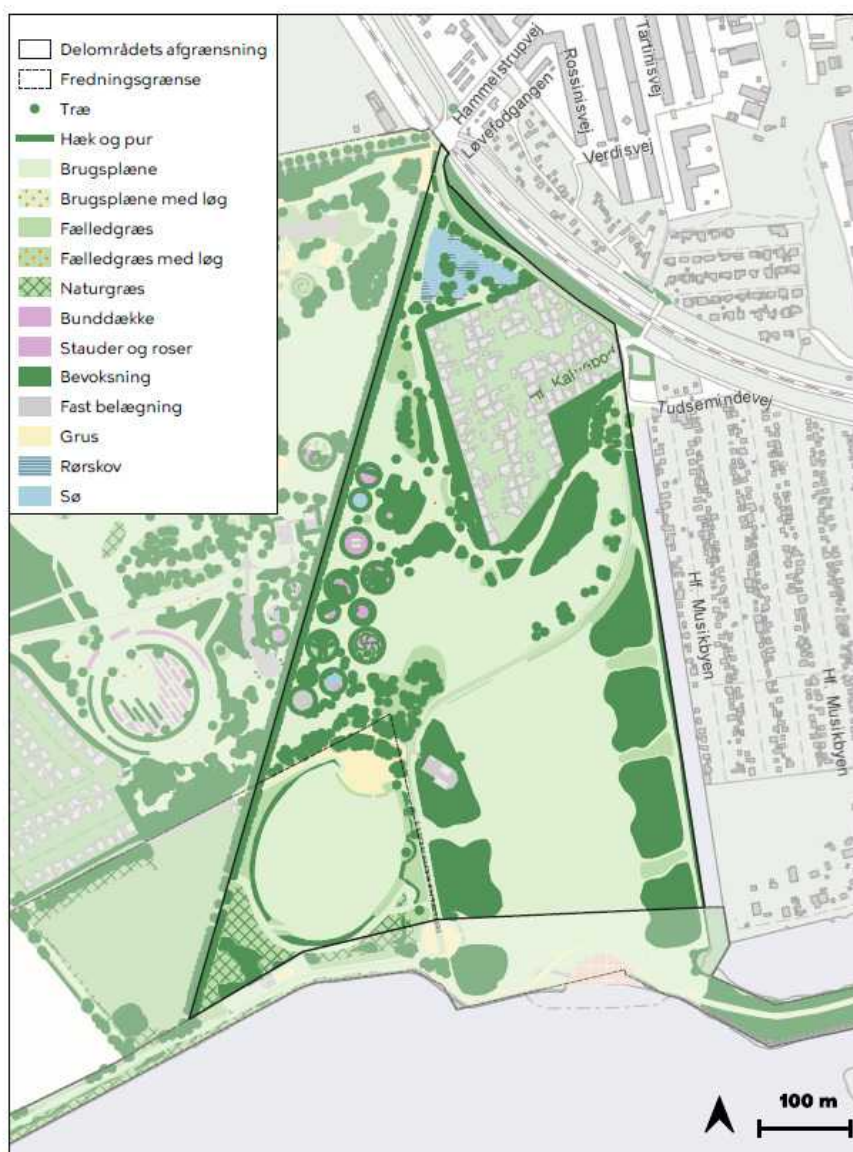 Delområdets afgrænsning
Fredningsgrænse
Træ
Hæk og pur
Brugsplæne
Brugsplæne med løg
Fælledgræs
Fælledgræs med løg
Naturgræs
Bunddække
Stauder og roser
Bevoksning
Fast belægning
Grus
Rørskov
Sø
Hammelstrupvej
Løvefodgangen
Rossinisvej
Tartinisvej
Verdisvej
Tudsemindevej
Hf. Musikbyen
Hf. Musikbyen
100 m